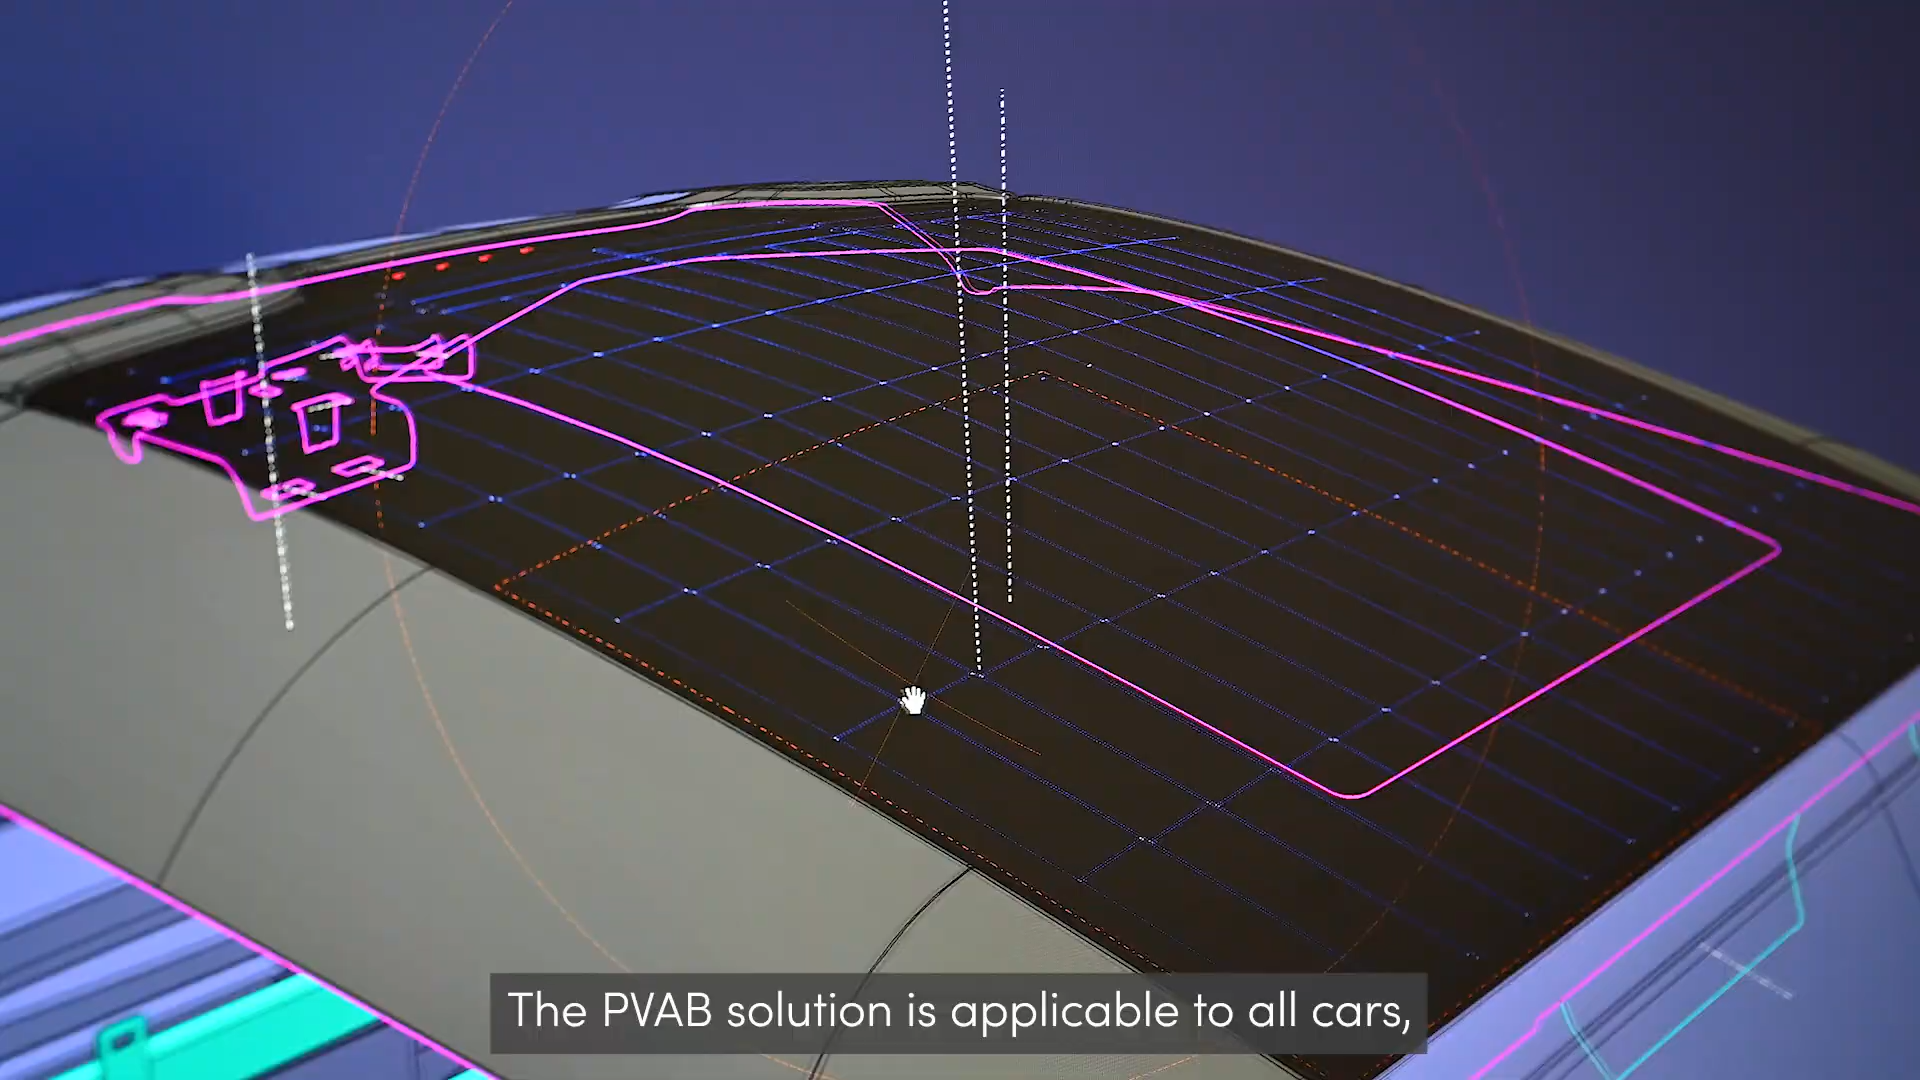 The PVAB solution is applicable to all cars,